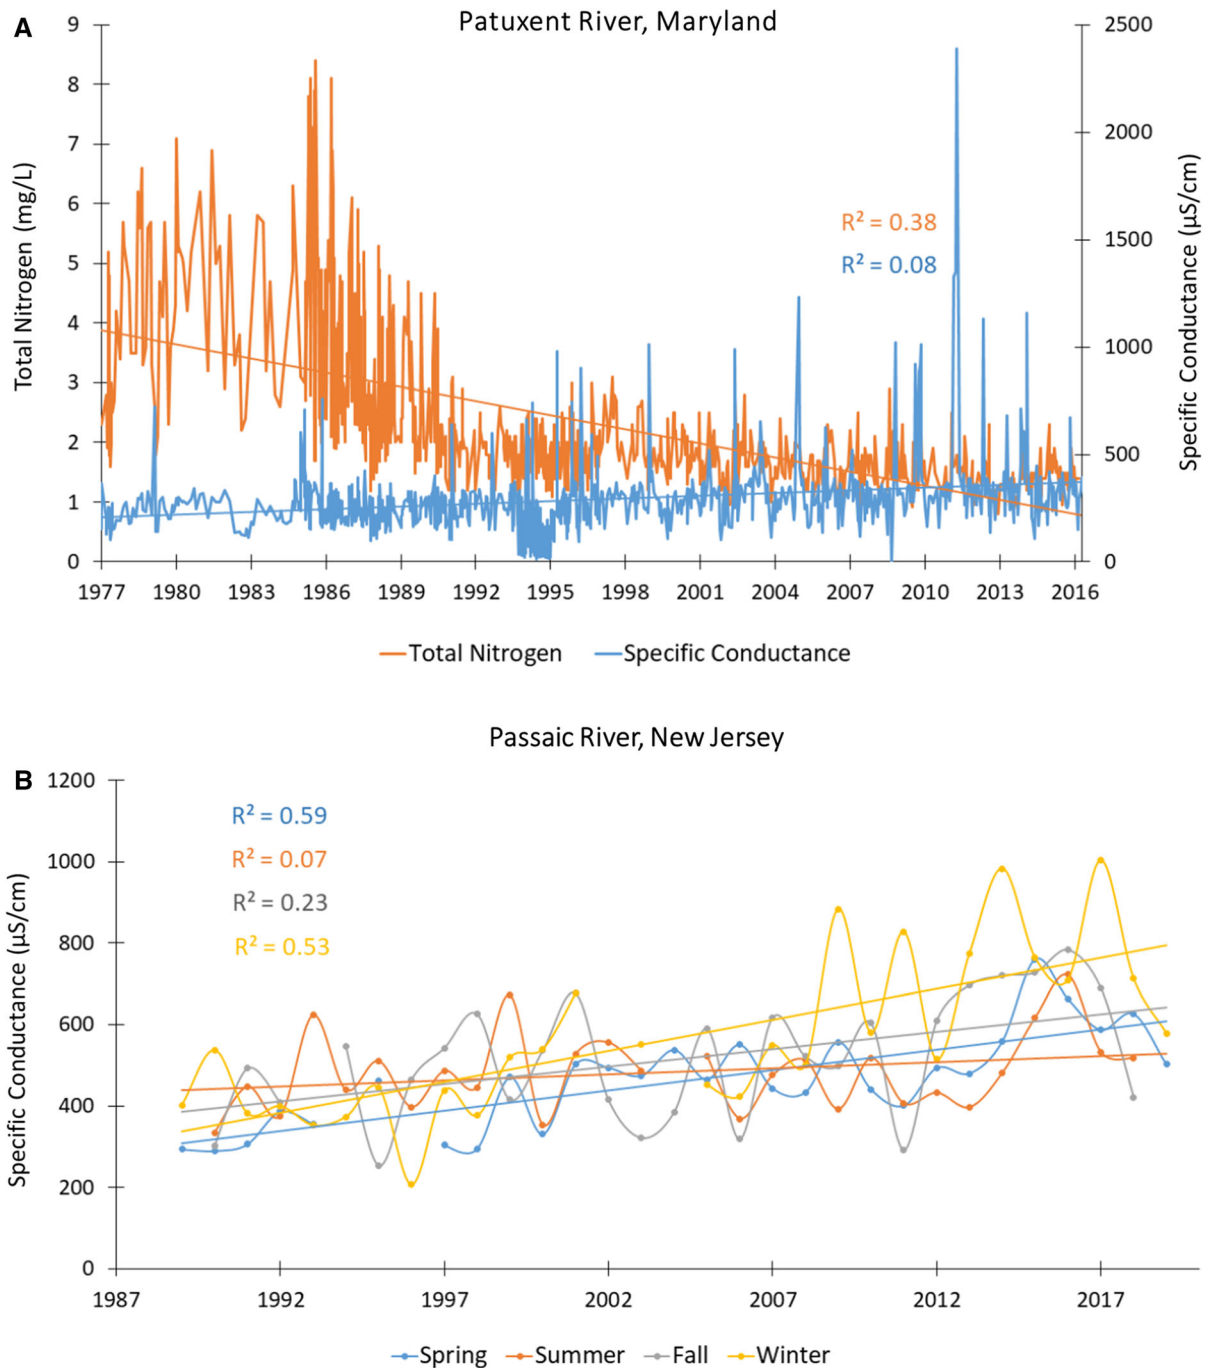 A
Patuxent River, Maryland
9
8
7
6
5
4
3
2
1
0
Total Nitrogen (mg/L)
2500
2000
1500
1000
500
0
Specific Conductance (µS/cm)
R² = 0.38
R² = 0.08
1977 1980 1983 1986 1989 1992 1995 1998 2001 2004 2007 2010 2013 2016
Total Nitrogen Specific Conductance
Passaic River, New Jersey
B
1200
1000
800
600
400
200
0
Specific Conductance (µS/cm)
R² = 0.59
R² = 0.07
R² = 0.23
R² = 0.53
1987 1992 1997 2002 2007 2012 2017
Spring Summer Fall Winter